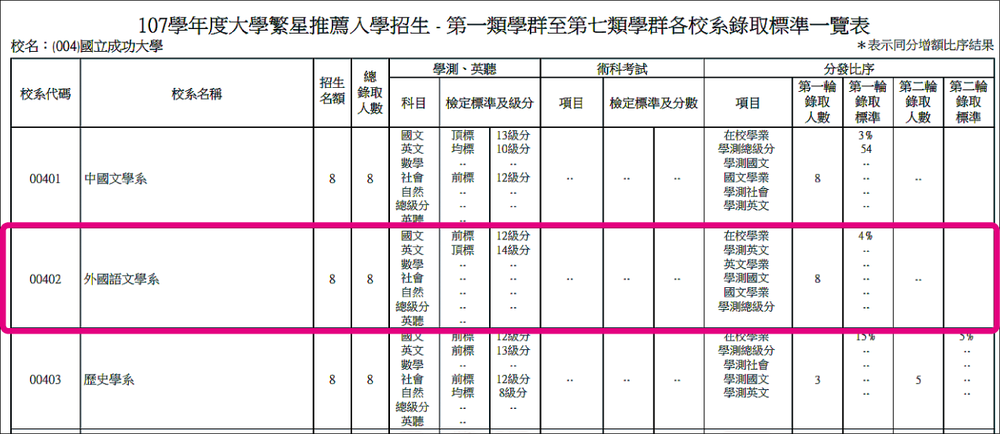 107學年度大學繁星推薦入學招生 - 第一類學群至第七類學群各校系錄取標準一覽表
校名：(004)國立成功大學 ＊表示同分增額比序結果
校系代碼 校系名稱 招生名額 總錄取人數 學測、英聽 術科考試 分發比序
科目 檢定標準及級分 項目 檢定標準及分數 項目 第一輪錄取人數 第一輪錄取標準 第二輪錄取人數 第二輪錄取標準
國文 頂標 13級分 在校學業 3%
英文 均標 10級分 學測總級分 54
數學 -- -- 學測國文 --
00401 中國文學系 8 8 社會 前標 12級分 -- -- -- 國文學業 8 -- --
自然 -- -- 學測社會 --
總級分 -- -- 學測英文 --
英聽 --
國文 前標 12級分 在校學業 4%
英文 頂標 14級分 學測英文 --
數學 -- -- 英文學業 --
00402 外國語文學系 8 8 社會 -- -- -- -- -- 學測國文 8 -- --
自然 -- -- 國文學業 --
總級分 -- -- 學測總級分 --
英聽 --
國文 前標 12級分 在校學業 15% 5%
英文 前標 13級分 學測總級分 -- --
數學 -- -- 學測社會 -- --
00403 歷史學系 8 8 社會 前標 12級分 -- -- -- 學測國文 3 -- 5 --
自然 均標 8級分 學測英文 -- --
總級分 -- --
英聽 --